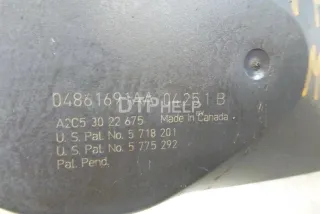 04861691AA 04251B
DTPHELP
A2C5 30 22 675 Made in Canada
U. S. Pat. No. 5 718 201
U. S. Pat. No. 5 775 292
Pat. Pend.